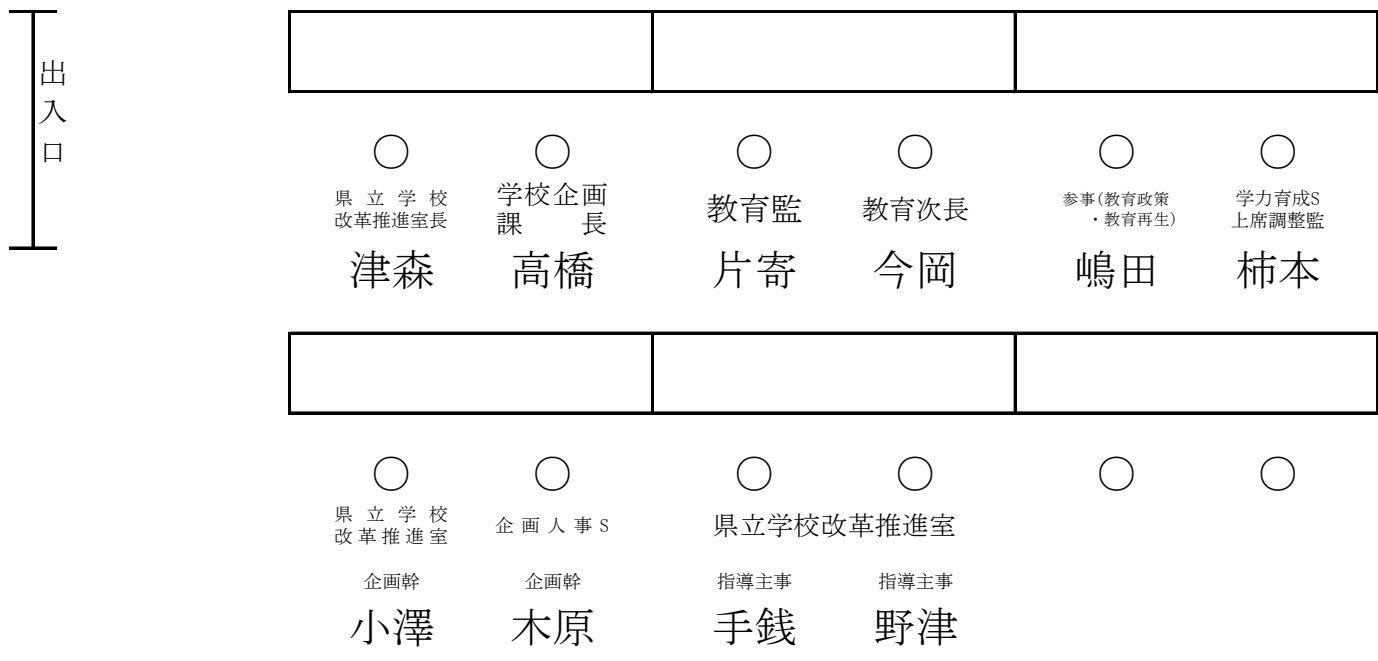 出入口
○ ○ ○ ○ ○ ○
県立学校 学校企画 教育監 教育次長 参事(教育政策 学力育成S
改革推進室長 課長 ・教育再生) 上席調整監
津森 高橋 片寄 今岡 嶋田 柿本
○ ○ ○ ○ ○ ○
県立学校 企画人事S 県立学校改革推進室
改革推進室
企画幹 企画幹 指導主事 指導主事
小澤 木原 手銭 野津